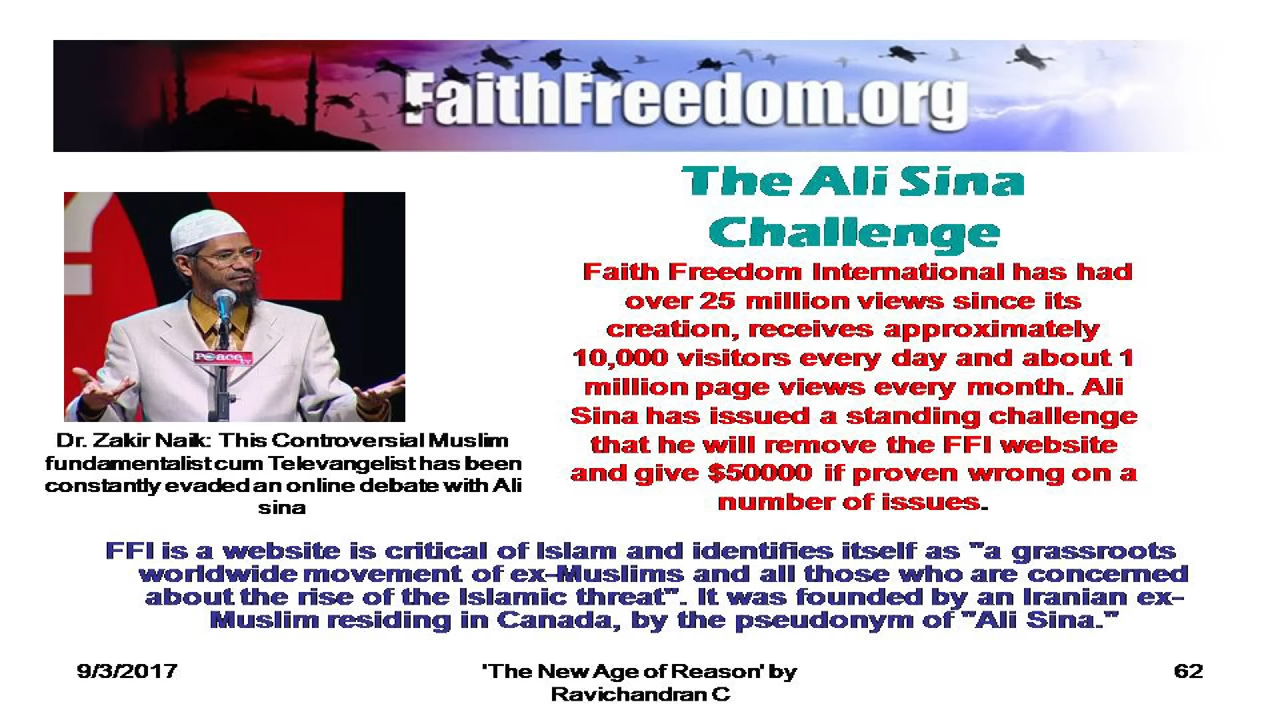 FaithFreedom.org
The Ali Sina
Challenge
Faith Freedom International has had
over 25 million views since its
creation, receives approximately
10,000 visitors every day and about 1
million page views every month. Ali
Sina has issued a standing challenge
that he will remove the FFI website
and give $50000 if proven wrong on a
number of issues.
Peace tv
Dr. Zakir Naik: This Controversial Muslim
fundamentalist cum Televangelist has been
constantly evaded an online debate with Ali
sina
FFI is a website is critical of Islam and identifies itself as "a grassroots
worldwide movement of ex-Muslims and all those who are concerned
about the rise of the Islamic threat". It was founded by an Iranian ex-
Muslim residing in Canada, by the pseudonym of "Ali Sina."
9/3/2017
'The New Age of Reason' by
Ravichandran C
62